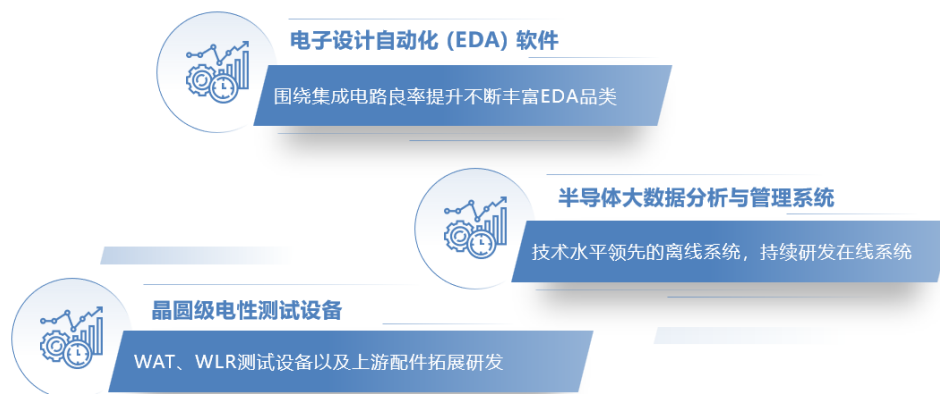 电子设计自动化 (EDA) 软件
围绕集成电路良率提升不断丰富EDA品类
半导体大数据分析与管理系统
技术水平领先的离线系统，持续研发在线系统
晶圆级电性测试设备
WAT、WLR测试设备以及上游配件拓展研发